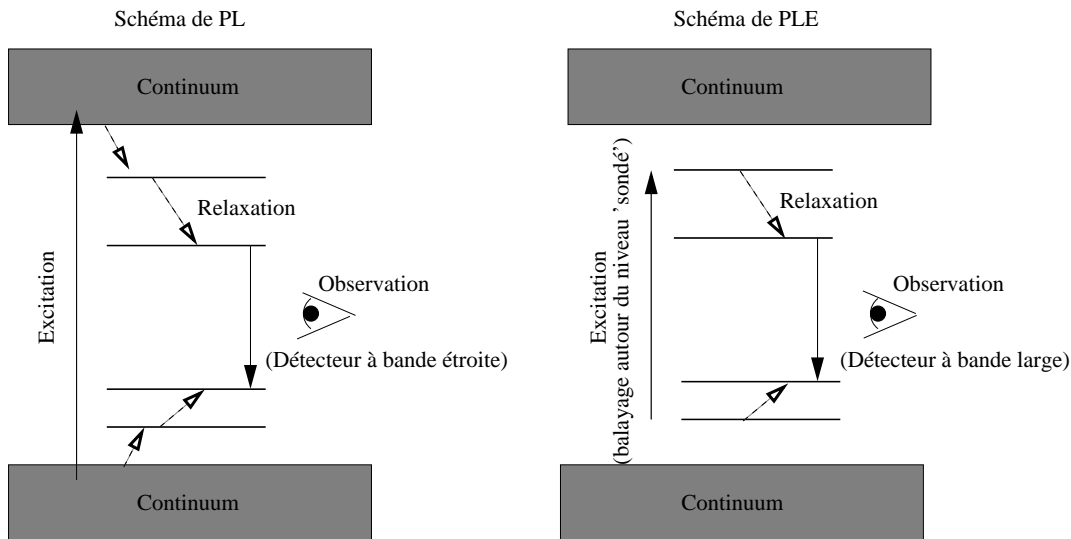 Schéma de PL
Continuum
Relaxation
Excitation
Observation
(Détecteur à bande étroite)
Continuum
Schéma de PLE
Continuum
Relaxation
Excitation
(balayage autour du niveau ’ sondé’)
Observation
(Détecteur à bande large)
Continuum